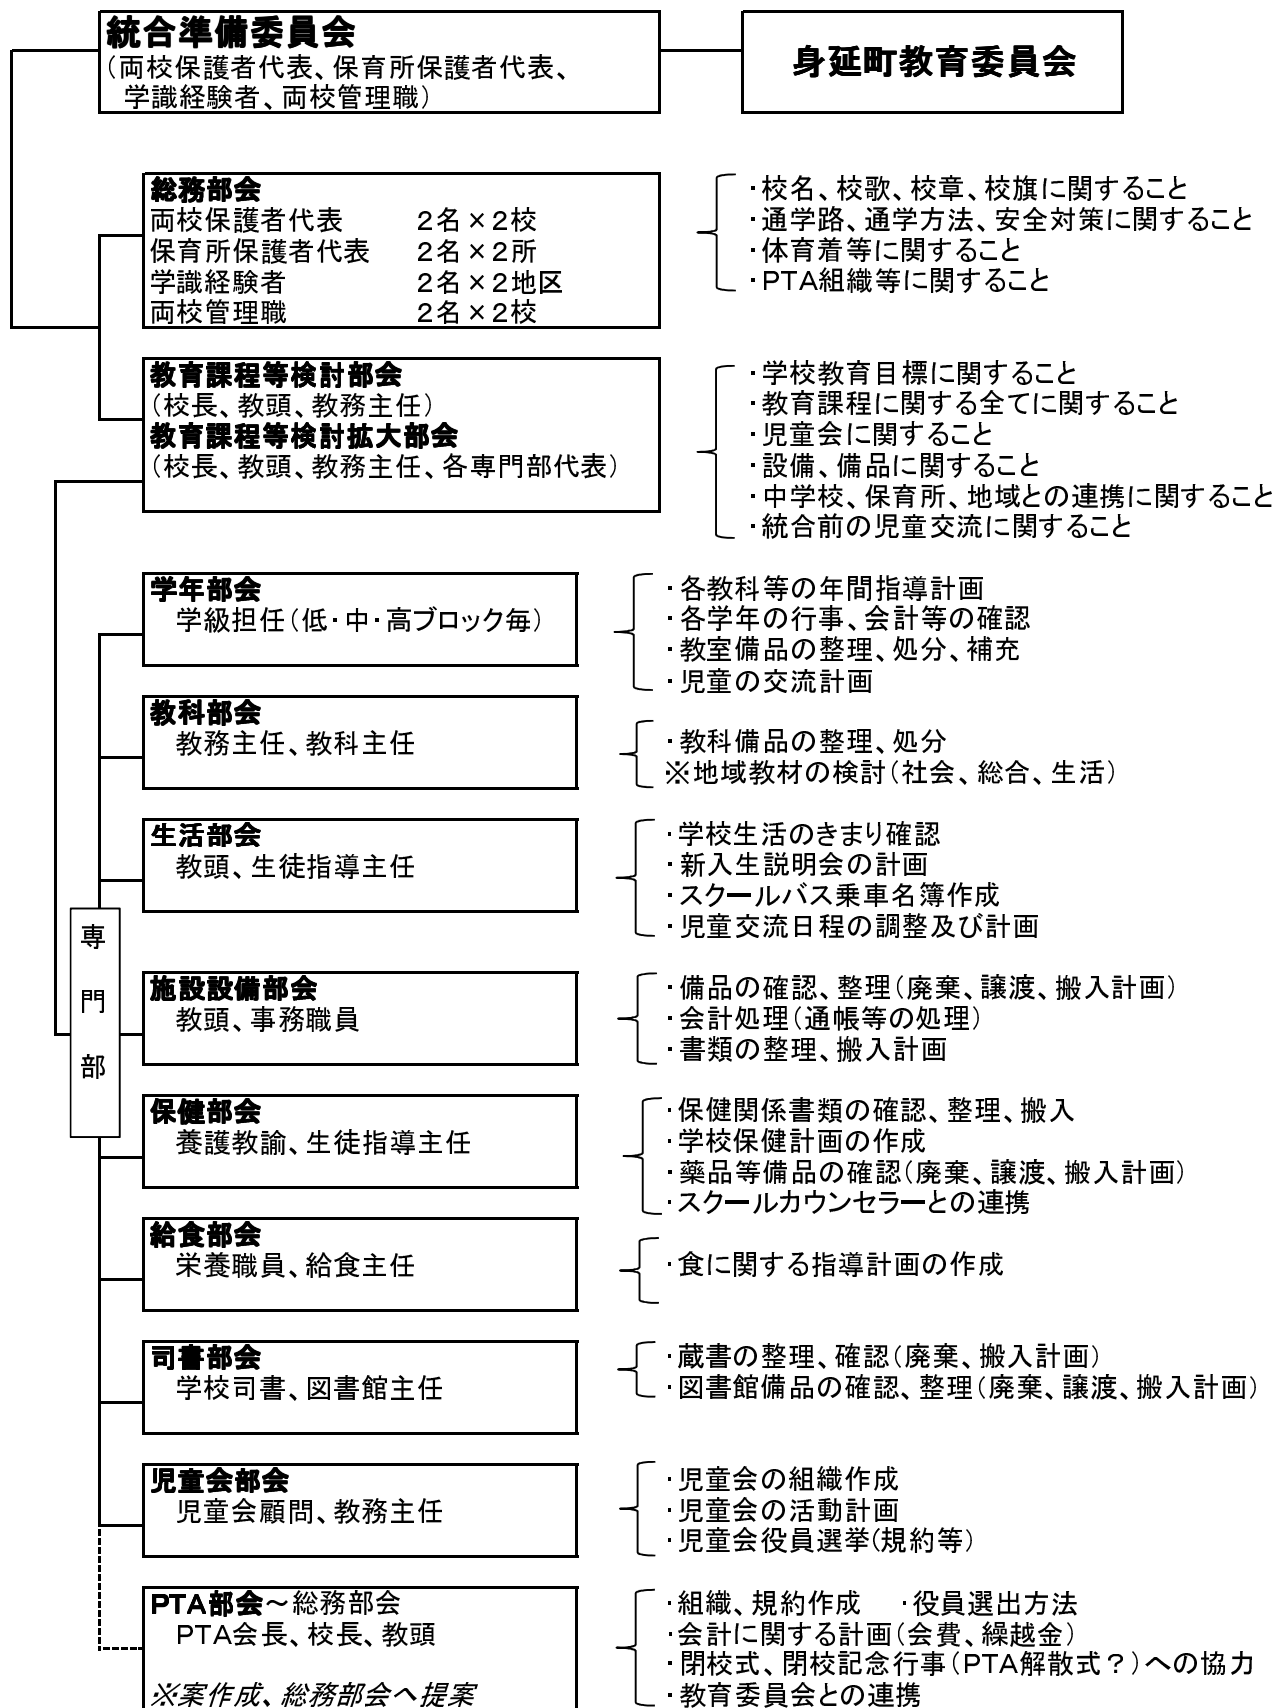 統合準備委員会
（両校保護者代表、保育所保護者代表、
学識経験者、両校管理職）
身延町教育委員会
総務部会
両校保護者代表　２名×２校
保育所保護者代表　２名×２所
学識経験者　２名×２地区
両校管理職　２名×２校
・校名、校歌、校章、校旗に関すること
・通学路、通学方法、安全対策に関すること
・体育着等に関すること
・PTA組織等に関すること
教育課程等検討部会
（校長、教頭、教務主任）
教育課程等検討拡大部会
（校長、教頭、教務主任、各専門部代表）
・学校教育目標に関すること
・教育課程に関する全てに関すること
・児童会に関すること
・設備、備品に関すること
・中学校、保育所、地域との連携に関すること
・統合前の児童交流に関すること
専門部
学年部会
学級担任（低・中・高ブロック毎）
・各教科等の年間指導計画
・各学年の行事、会計等の確認
・教室備品の整理、処分、補充
・児童の交流計画
教科部会
教務主任、教科主任
・教科備品の整理、処分
※地域教材の検討（社会、総合、生活）
生活部会
教頭、生徒指導主任
・学校生活のきまり確認
・新入生説明会の計画
・スクールバス乗車名簿作成
・児童交流日程の調整及び計画
施設設備部会
教頭、事務職員
・備品の確認、整理（廃棄、譲渡、搬入計画）
・会計処理（通帳等の処理）
・書類の整理、搬入計画
保健部会
養護教諭、生徒指導主任
・保健関係書類の確認、整理、搬入
・学校保健計画の作成
・薬品等備品の確認（廃棄、譲渡、搬入計画）
・スクールカウンセラーとの連携
給食部会
栄養職員、給食主任
・食に関する指導計画の作成
司書部会
学校司書、図書館主任
・蔵書の整理、確認（廃棄、搬入計画）
・図書館備品の確認、整理（廃棄、譲渡、搬入計画）
児童会部会
児童会顧問、教務主任
・児童会の組織作成
・児童会の活動計画
・児童会役員選挙(規約等）
PTA部会～総務部会
PTA会長、校長、教頭
※案作成、総務部会へ提案
・組織、規約作成　・役員選出方法
・会計に関する計画（会費、繰越金）
・閉校式、閉校記念行事（PTA解散式？）への協力
・教育委員会との連携